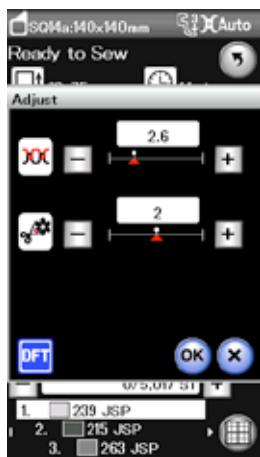 SQ14a:140x140mm Auto
Ready to Sew
Adjust
2.6
2
DFT OK
0/5,017 ST
1. 239 JSP
2. 215 JSP
3. 263 JSP